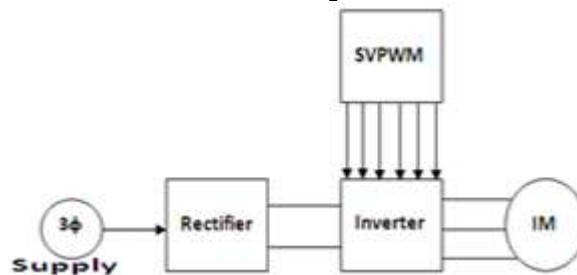 SVPWM
3ϕ
Supply
Rectifier
Inverter
IM